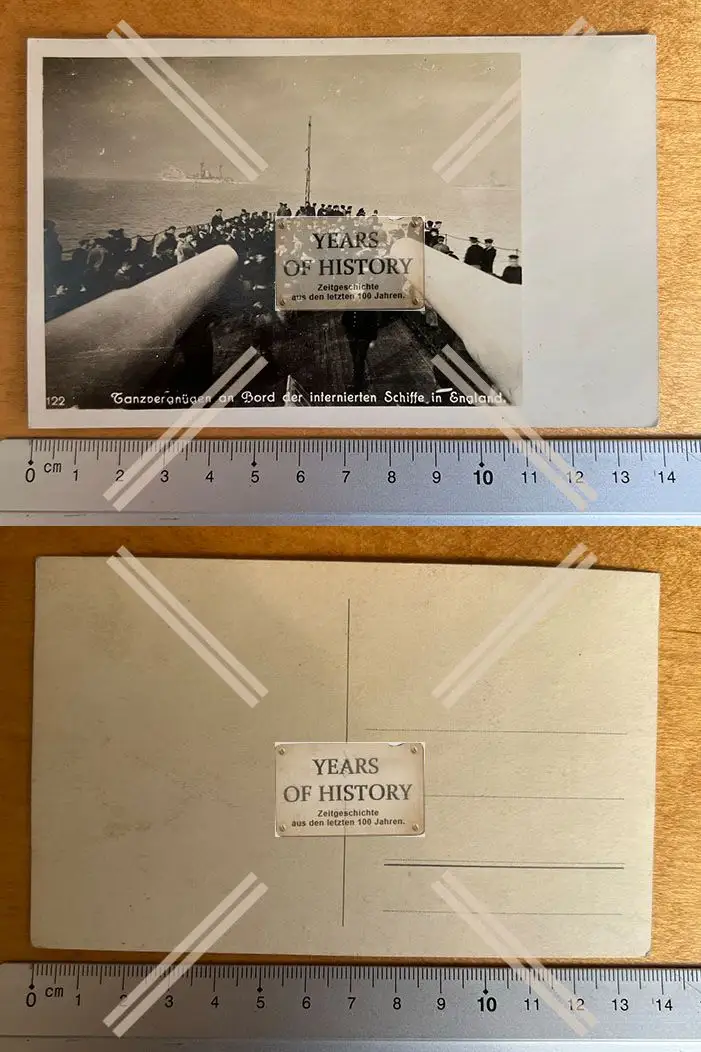 YEARS
OF HISTORY
Zeitgeschichte
aus den letzten 100 Jahren.
122 Tanzvergnügen an Bord der internierten Schiffe in England.
0 cm 1 2 3 4 5 6 7 8 9 10 11 12 13 14
YEARS
OF HISTORY
Zeitgeschichte
aus den letzten 100 Jahren.
0 cm 1 2 3 4 5 6 7 8 9 10 11 12 13 14